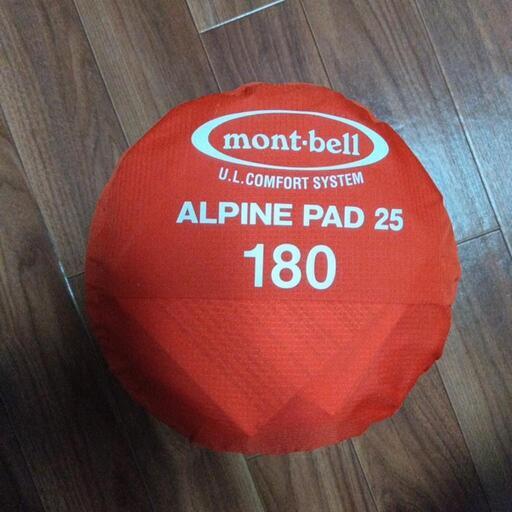 mont-bell
U.L.COMFORT SYSTEM
ALPINE PAD 25
180